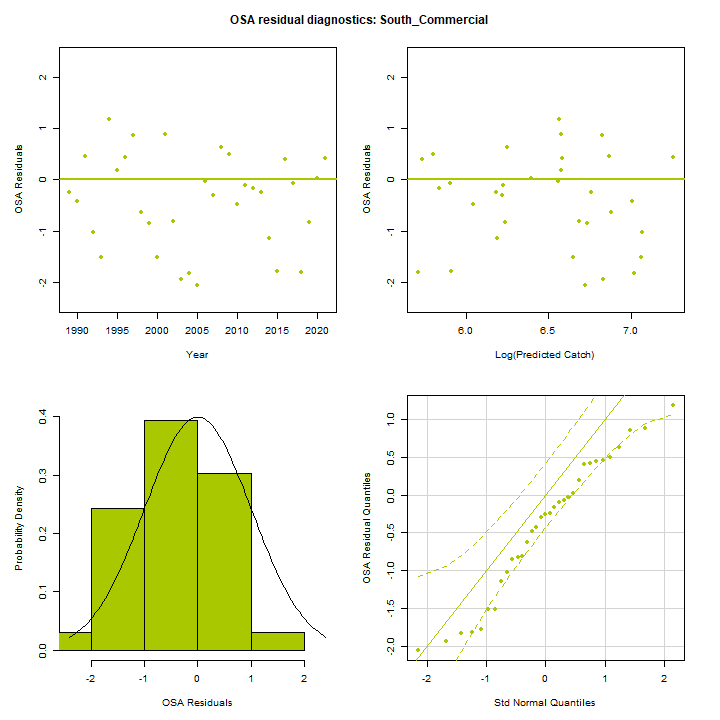 OSA residual diagnostics: South_Commercial
OSA Residuals
2
1
0
-1
-2
1990 1995 2000 2005 2010 2015 2020
Year
OSA Residuals
2
1
0
-1
-2
6.0 6.5 7.0
Log(Predicted Catch)
Probability Density
0.4
0.3
0.2
0.1
0.0
-2 -1 0 1 2
OSA Residuals
OSA Residual Quantiles
1.0
0.5
0.0
-0.5
-1.0
-1.5
-2.0
-2 -1 0 1 2
Std Normal Quantiles